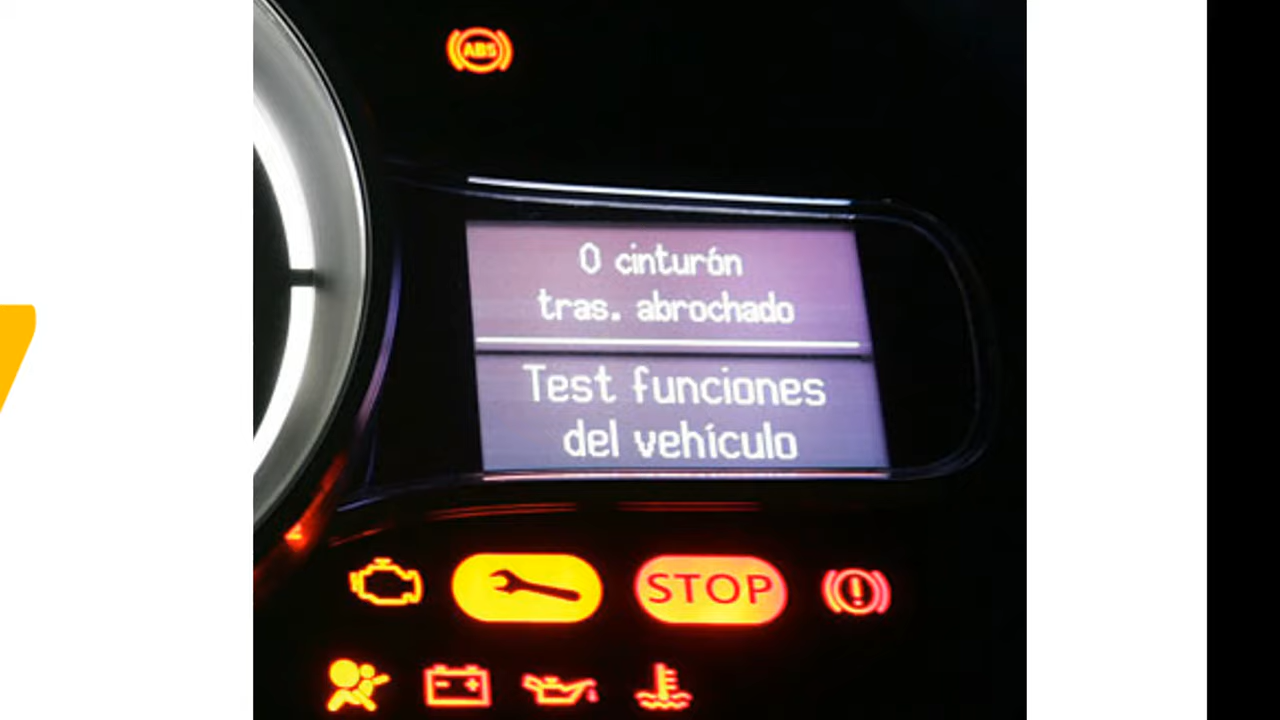 ABS
0 cinturón
tras. abrochado
Test funciones
del vehículo
STOP